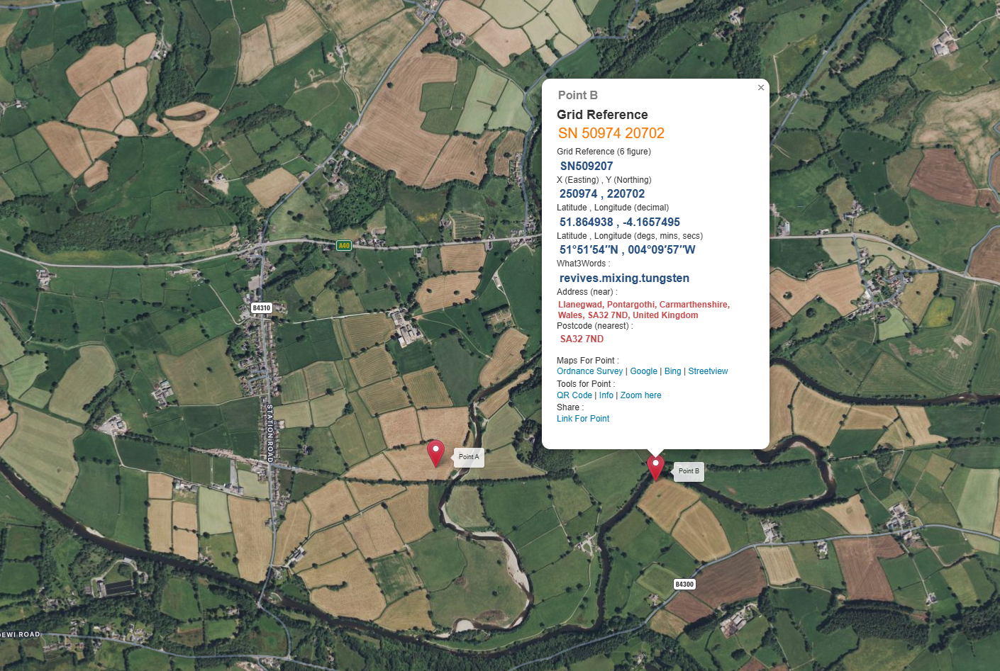 Point B
×
Grid Reference
SN 50974 20702
Grid Reference (6 figure)
SN509207
X (Easting) , Y (Northing)
250974 , 220702
Latitude , Longitude (decimal)
51.864938 , -4.1657495
Latitude , Longitude (degs, mins, secs)
51°51′54″N , 004°09′57″W
What3Words :
revives.mixing.tungsten
Address (near) :
Llanegwad, Pontargothi, Carmarthenshire,
Wales, SA32 7ND, United Kingdom
Postcode (nearest) :
SA32 7ND
Maps For Point :
Ordnance Survey | Google | Bing | Streetview
Tools for Point :
QR Code | Info | Zoom here
Share :
Link For Point
A40
B4310
STATION ROAD
Point A
Point B
B4300
DEWI ROAD